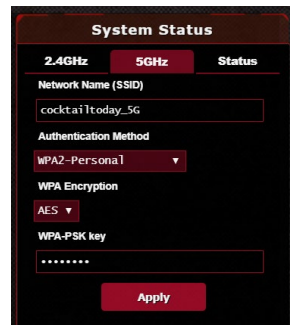 System Status
2.4GHz 5GHz Status
Network Name (SSID)
cocktailtoday_5G
Authentication Method
WPA2-Personal
WPA Encryption
AES
WPA-PSK key
••••••••
Apply